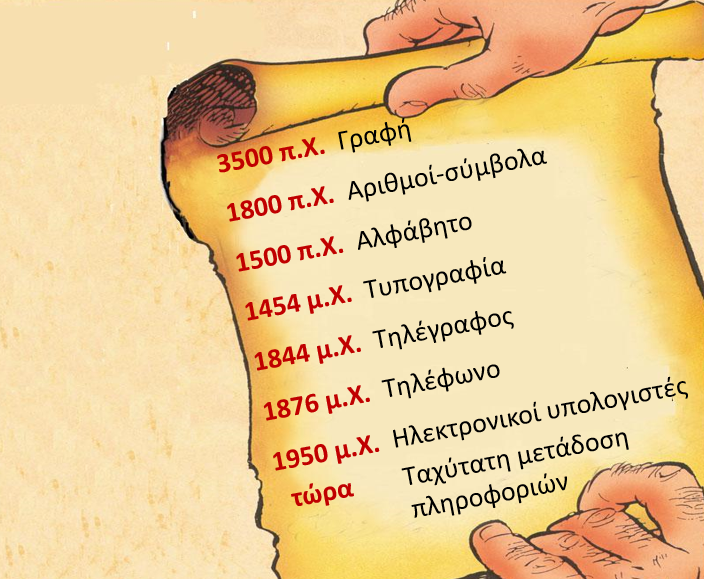 3500 π.Χ. Γραφή
1800 π.Χ. Αριθμοί-σύμβολα
1500 π.Χ. Αλφάβητο
1454 μ.Χ. Τυπογραφία
1844 μ.Χ. Τηλέγραφος
1876 μ.Χ. Τηλέφωνο
1950 μ.Χ. Ηλεκτρονικοί υπολογιστές
τώρα Ταχύτατη μετάδοση
πληροφοριών